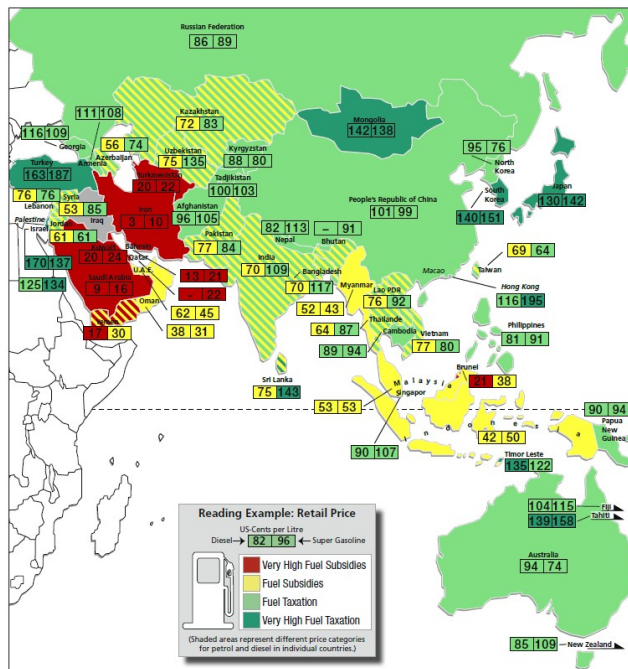 Russian Federation
86 89
111 108
Kazakhstan
72 83
Mongolia
142 138
116 109
Georgia
56 74
Azerbaijan
Armenia
Uzbekistan
75 135
Kyrgyzstan
88 80
95 76
North Korea
Turkey
163 187
Turkmenistan
20 22
Tadjikistan
100 103
People's Republic of China
101 99
South Korea
140 151
Japan
130 142
76 76
Lebanon
Syria
53 85
Iraq
Iran
3 10
Afghanistan
96 105
Palestine
Israel
Jordan
61 61
Pakistan
77 84
82 113
Nepal
– 91
Bhutan
Kuwait
20 24
Bahrain
13 21
Qatar
– 22
India
70 109
Bangladesh
70 117
Myanmar
52 43
Lao PDR
76 92
Taiwan
69 64
Macao
Hong Kong
116 195
170 137
125 134
Saudi Arabia
9 16
U.A.E.
62 45
Oman
38 31
17 30
Thailande
64 87
Cambodia
89 94
Vietnam
77 80
Philippines
81 91
Sri Lanka
75 143
Brunei
21 38
Malaysia
53 53
Singapor
90 107
Indonesia
42 50
90 94
Papua
New
Guinea
Timor Leste
135 122
104 115
Fiji
139 158
Tahiti
Australia
94 74
85 109
New Zealand
Reading Example: Retail Price
US-Cents per Litre
Diesel 82 96 Super Gasoline
Very High Fuel Subsidies
Fuel Subsidies
Fuel Taxation
Very High Fuel Taxation
(Shaded areas represent different price categories
for petrol and diesel in individual countries.)